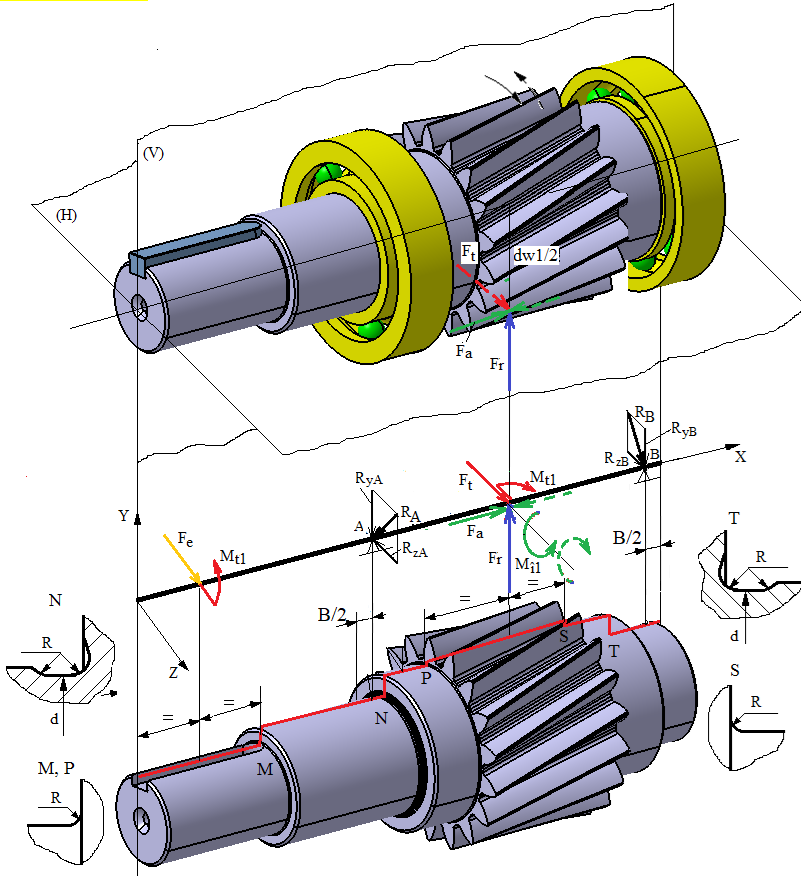 (V)
(H)
Ft
dw1/2
Fa
Fr
RB
RyB
RyA
RzB
B
X
Ft
Mt1
RA
A
Y
Fe
Fa
B/2
T
RzA
Mt1
Fr
Mi1
=
R
N
B/2
=
R
S
T
d
P
Z
S
=
=
N
R
d
M
M, P
R